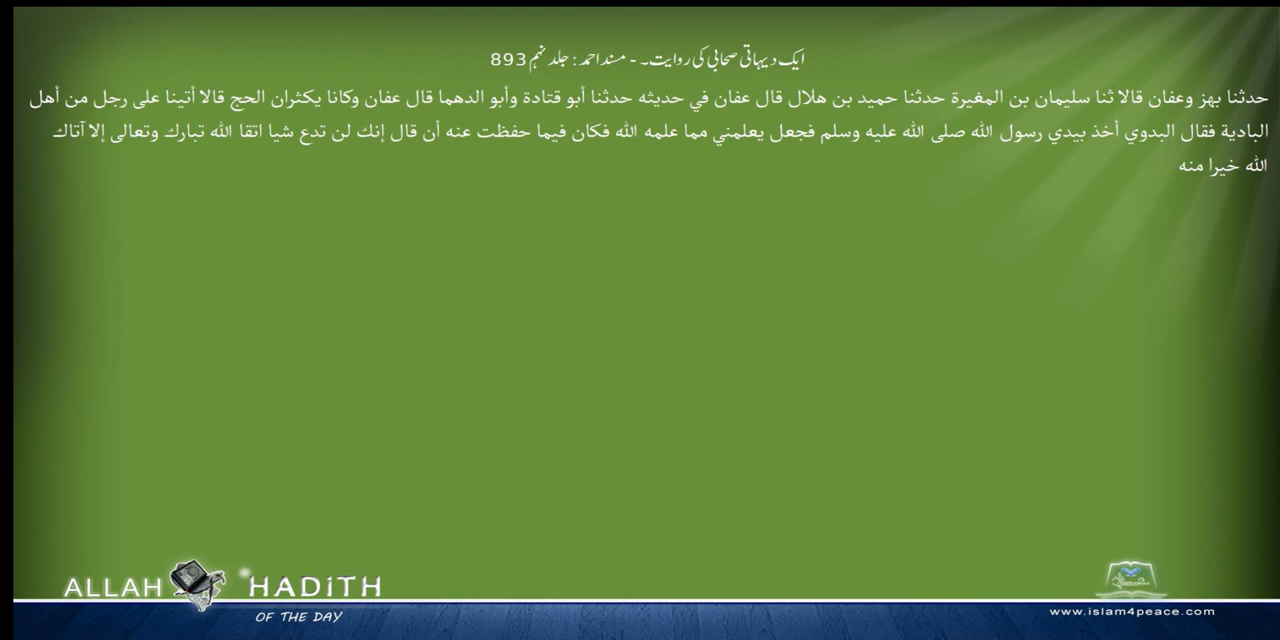 ایک دیہاتی صحابی کی روایت۔ - مسند احمد: جلد نہم 893
حدثنا بهز وعفان قالا ثنا سليمان بن المغيرة حدثنا حميد بن هلال قال عفان في حديثه حدثنا أبو قتادة وأبو الدهما قال عفان وكانا يكثران الحج قالا أتينا على رجل من أهل
البادية فقال البدوي أخذ بيدي رسول الله صلى الله عليه وسلم فجعل يعلمني مما علمه الله فكان فيما حفظت عنه أن قال إنك لن تدع شيا اتقا الله تبارك وتعالى إلا آتاك
الله خيرا منه
ALLAH HADITH
OF THE DAY
www.islam4peace.com